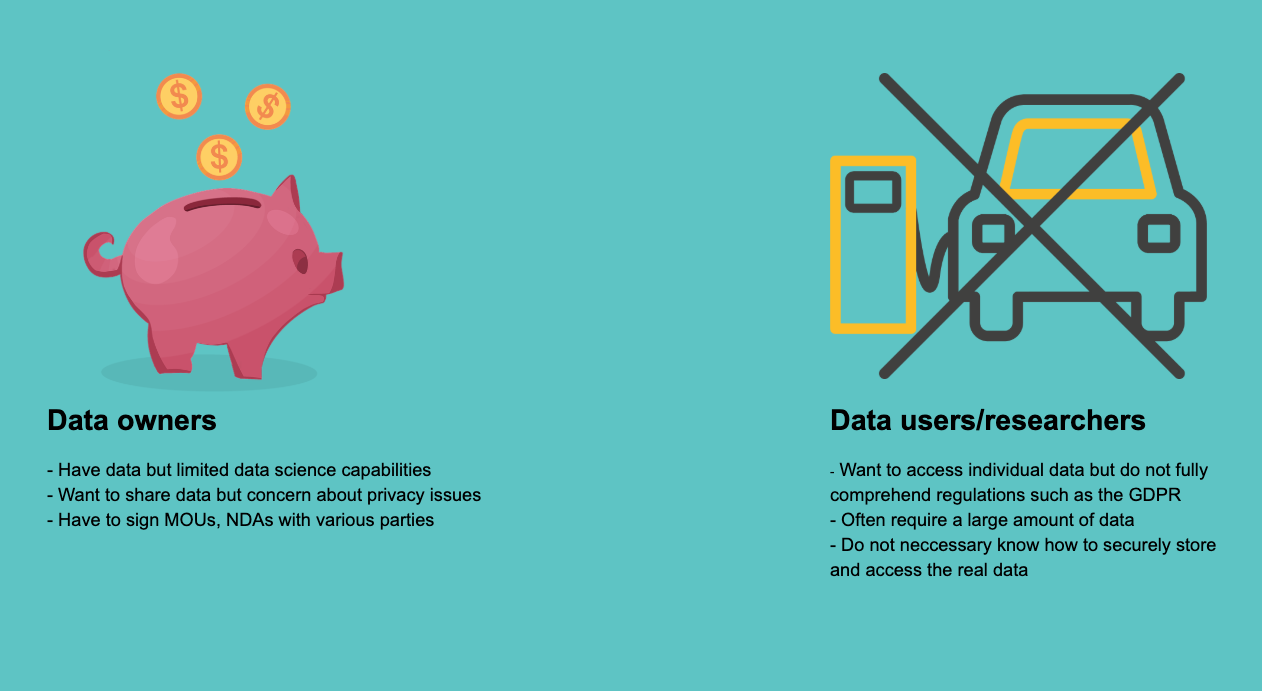 $
$
$
Data owners
- Have data but limited data science capabilities
- Want to share data but concern about privacy issues
- Have to sign MOUs, NDAs with various parties
Data users/researchers
- Want to access individual data but do not fully
comprehend regulations such as the GDPR
- Often require a large amount of data
- Do not neccessary know how to securely store
and access the real data